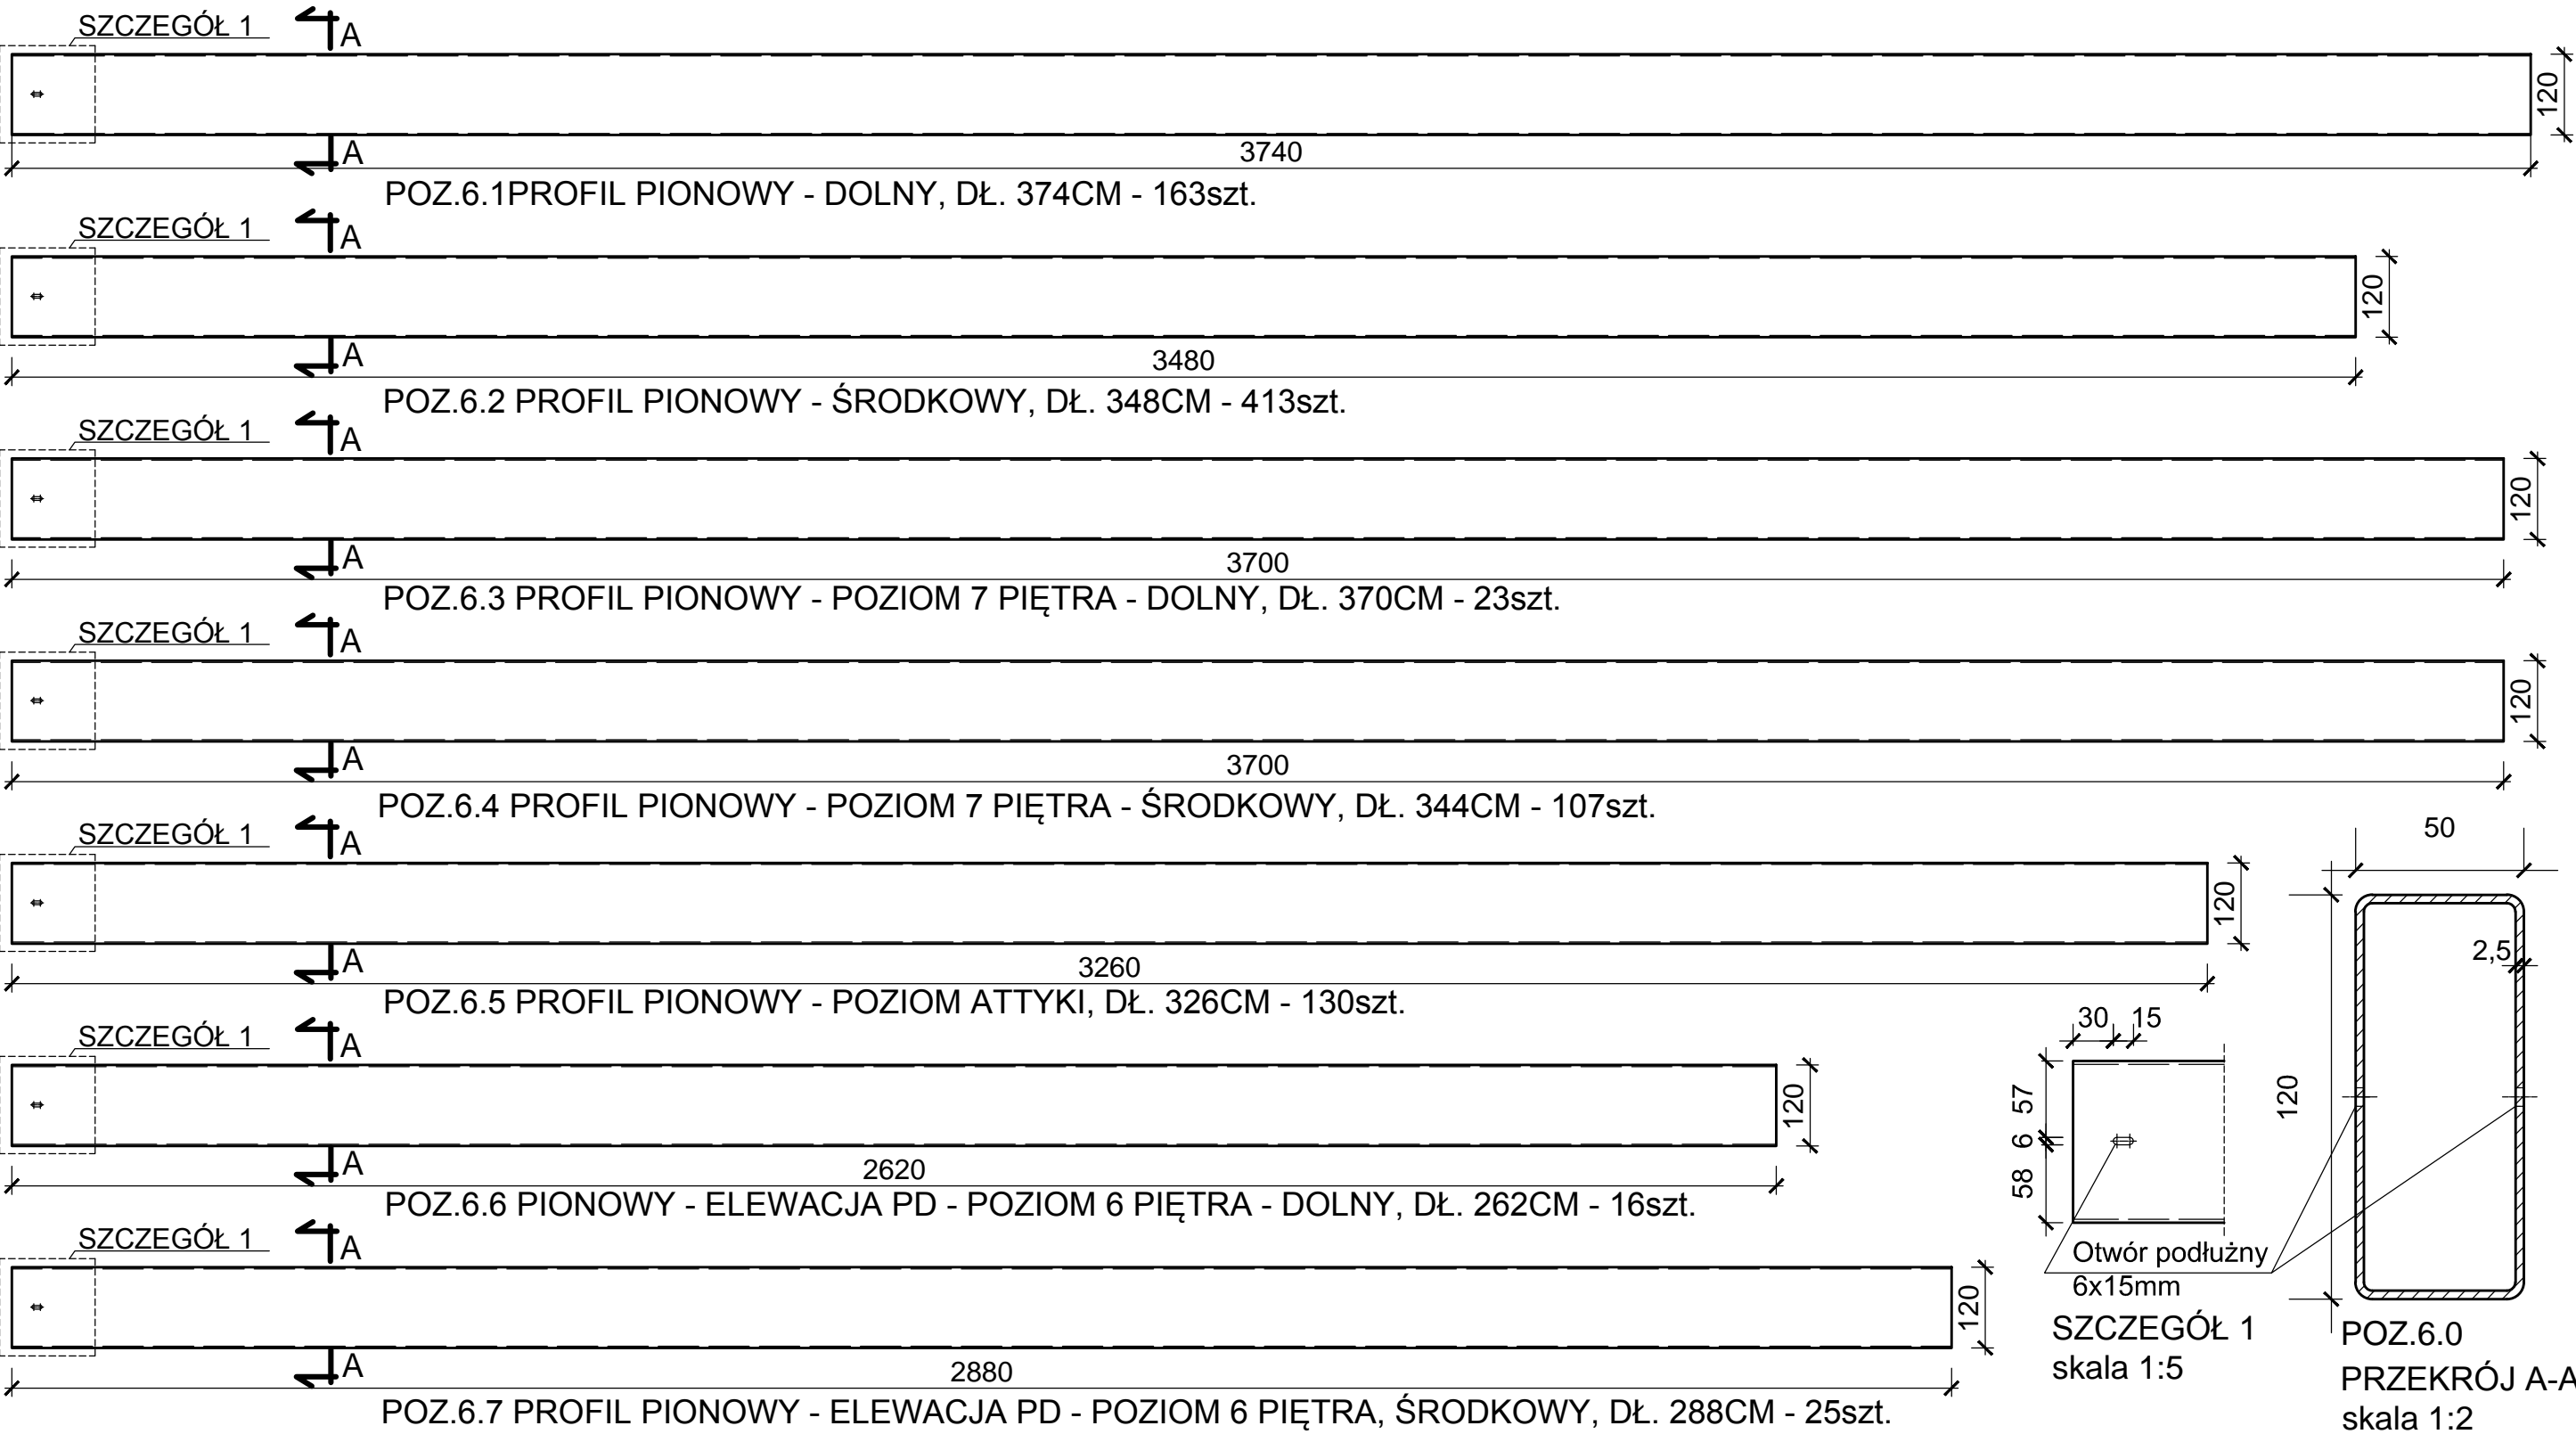 SZCZEGÓŁ 1
A
120
A
3740
POZ.6.1PROFIL PIONOWY - DOLNY, DŁ. 374CM - 163szt.
SZCZEGÓŁ 1
A
120
A
3480
POZ.6.2 PROFIL PIONOWY - ŚRODKOWY, DŁ. 348CM - 413szt.
SZCZEGÓŁ 1
A
120
A
3700
POZ.6.3 PROFIL PIONOWY - POZIOM 7 PIĘTRA - DOLNY, DŁ. 370CM - 23szt.
SZCZEGÓŁ 1
A
120
A
3700
POZ.6.4 PROFIL PIONOWY - POZIOM 7 PIĘTRA - ŚRODKOWY, DŁ. 344CM - 107szt.
SZCZEGÓŁ 1
A
120
A
3260
POZ.6.5 PROFIL PIONOWY - POZIOM ATTYKI, DŁ. 326CM - 130szt.
SZCZEGÓŁ 1
A
120
A
2620
POZ.6.6 PIONOWY - ELEWACJA PD - POZIOM 6 PIĘTRA - DOLNY, DŁ. 262CM - 16szt.
SZCZEGÓŁ 1
A
120
A
2880
POZ.6.7 PROFIL PIONOWY - ELEWACJA PD - POZIOM 6 PIĘTRA, ŚRODKOWY, DŁ. 288CM - 25szt.
30 15
57
6
58
Otwór podłużny
6x15mm
SZCZEGÓŁ 1
skala 1:5
50
2,5
120
POZ.6.0
PRZEKRÓJ A-A
skala 1:2